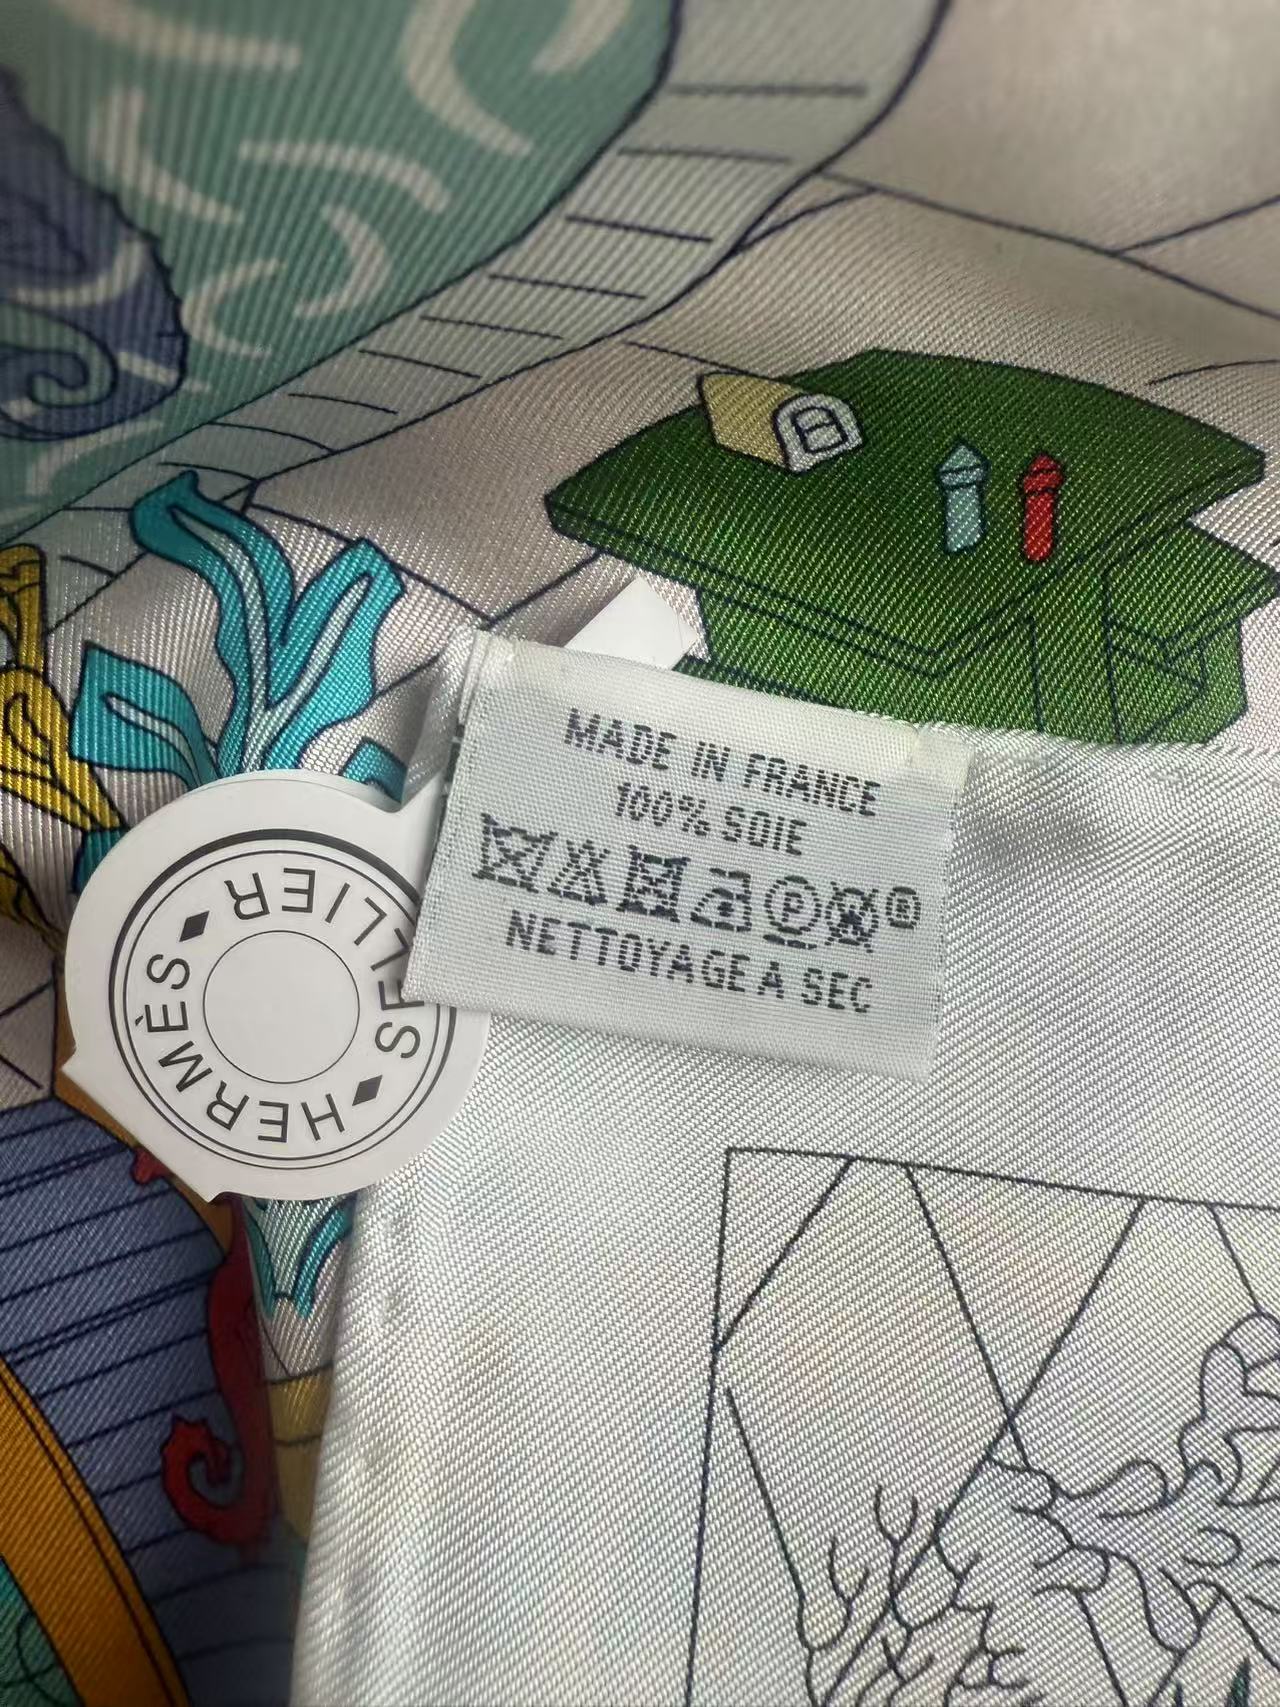 MADE IN FRANCE
100% SOIE
P
NETTOYAGE A SEC
HERMÈS
SELLIER